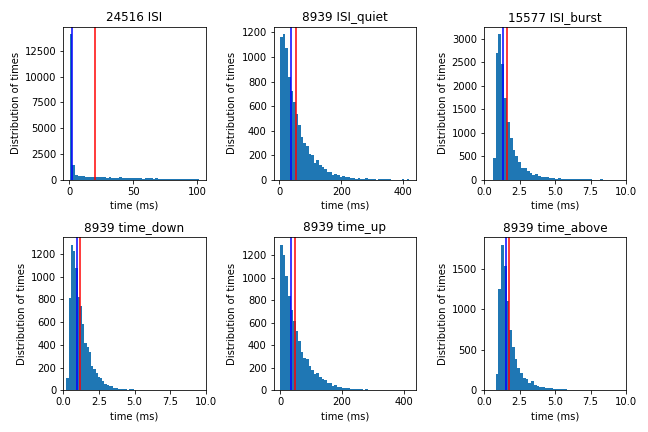 24516 ISI
Distribution of times
12500
10000
7500
5000
2500
0
0 50 100
time (ms)
8939 ISI_quiet
Distribution of times
1200
1000
800
600
400
200
0
0 200 400
time (ms)
15577 ISI_burst
Distribution of times
3000
2500
2000
1500
1000
500
0
0.0 2.5 5.0 7.5 10.0
time (ms)
8939 time_down
Distribution of times
1200
1000
800
600
400
200
0
0.0 2.5 5.0 7.5 10.0
time (ms)
8939 time_up
Distribution of times
1200
1000
800
600
400
200
0
0 200 400
time (ms)
8939 time_above
Distribution of times
1500
1000
500
0
0.0 2.5 5.0 7.5 10.0
time (ms)